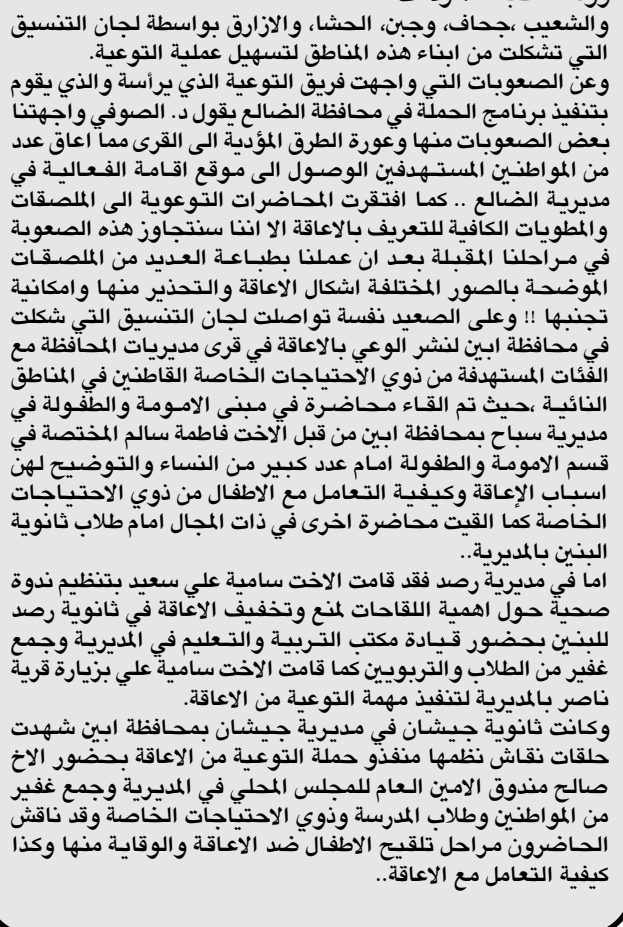 والشعيب ،جحاف، وجبن، الحشا، والازارق بواسطة لجان التنسيق
التي تشكلت من ابناء هذه المناطق لتسهيل عملية التوعية.
وعن الصعوبات التي واجهت فريق التوعية الذي يرأسة والذي يقوم
بتنفيذ برنامج الحملة في محافظة الضالع يقول د. الصوفي واجهتنا
بعض الصعوبات منها وعورة الطرق المؤدية الى القرى مما اعاق عدد
من المواطنين المستهدفين الوصول الى موقع اقامة الفعالية في
مديرية الضالع .. كما افتقرت المحاضرات التوعوية الى الملصقات
والمطويات الكافية للتعريف بالاعاقة الا اننا سنتجاوز هذه الصعوبة
في مراحلنا المقبلة بعد ان عملنا بطباعة العديد من الملصقات
الموضحة بالصور المختلفة اشكال الاعاقة والتحذير منها وامكانية
تجنبها !! وعلى الصعيد نفسة تواصلت لجان التنسيق التي شكلت
في محافظة ابين لنشر الوعي بالاعاقة في قرى مديريات المحافظة مع
الفئات المستهدفة من ذوي الاحتياجات الخاصة القاطنين في المناطق
النائية ،حيث تم القاء محاضرة في مبنى الامومة والطفولة في
مديرية سباح بمحافظة ابين من قبل الاخت فاطمة سالم المختصة في
قسم الامومة والطفولة امام عدد كبير من النساء والتوضيح لهن
اسباب الإعاقة وكيفية التعامل مع الاطفال من ذوي الاحتياجات
الخاصة كما القيت محاضرة اخرى في ذات المجال امام طلاب ثانوية
البنين بالمديرية..
اما في مديرية رصد فقد قامت الاخت سامية علي سعيد بتنظيم ندوة
صحية حول اهمية اللقاحات لمنع وتخفيف الاعاقة في ثانوية رصد
للبنين بحضور قيادة مكتب التربية والتعليم في المديرية وجمع
غفير من الطلاب والتربويين كما قامت الاخت سامية علي بزيارة قرية
ناصر بالمديرية لتنفيذ مهمة التوعية من الاعاقة.
وكانت ثانوية جيشان في مديرية جيشان بمحافظة ابين شهدت
حلقات نقاش نظمها منفذو حملة التوعية من الاعاقة بحضور الاخ
صالح مندوق الامين العام للمجلس المحلي في المديرية وجمع غفير
من المواطنين وطلاب المدرسة وذوي الاحتياجات الخاصة وقد ناقش
الحاضرون مراحل تلقيح الاطفال ضد الاعاقة والوقاية منها وكذا
كيفية التعامل مع الاعاقة..